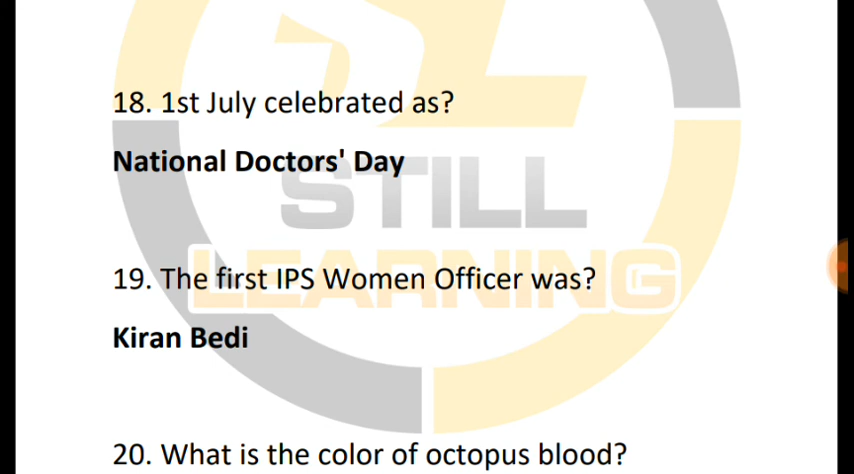 18. 1st July celebrated as?
National Doctors' Day
STILL
LEARNING
19. The first IPS Women Officer was?
Kiran Bedi
20. What is the color of octopus blood?